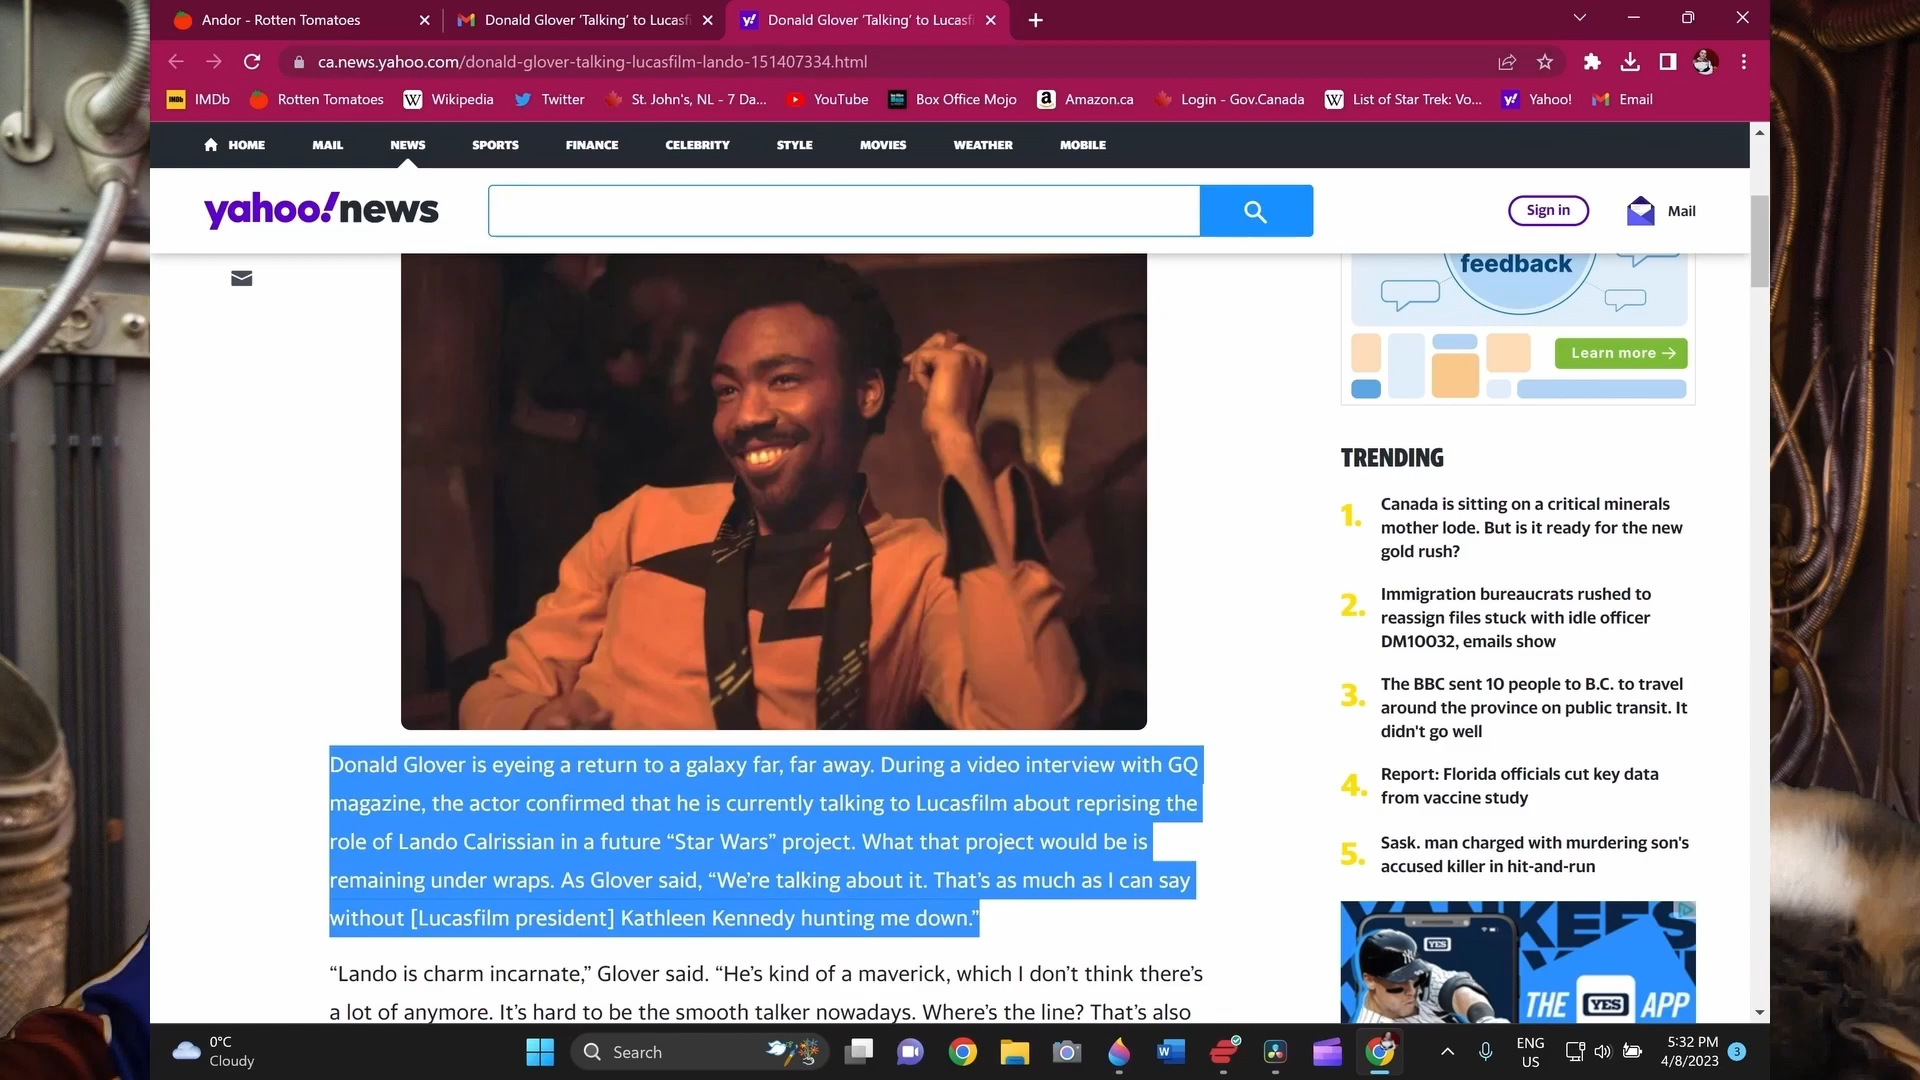 Andor - Rotten Tomatoes
Donald Glover 'Talking' to Lucasfi
Donald Glover 'Talking' to Lucasfi
ca.news.yahoo.com/donald-glover-talking-lucasfilm-lando-151407334.html
IMDb
Rotten Tomatoes
Wikipedia
Twitter
St. John's, NL - 7 Da...
YouTube
Box Office Mojo
Amazon.ca
Login - Gov.Canada
List of Star Trek: Vo...
Yahoo!
Email
HOME
MAIL
NEWS
SPORTS
FINANCE
CELEBRITY
STYLE
MOVIES
WEATHER
MOBILE
yahoo!news
Sign in
Mail
feedback
Learn more →
Donald Glover is eyeing a return to a galaxy far, far away. During a video interview with GQ
magazine, the actor confirmed that he is currently talking to Lucasfilm about reprising the
role of Lando Calrissian in a future “Star Wars” project. What that project would be is
remaining under wraps. As Glover said, “We’re talking about it. That’s as much as I can say
without [Lucasfilm president] Kathleen Kennedy hunting me down.”
“Lando is charm incarnate,” Glover said. “He’s kind of a maverick, which I don’t think there’s
a lot of anymore. It’s hard to be the smooth talker nowadays. Where’s the line? That’s also
TRENDING
1. Canada is sitting on a critical minerals
mother lode. But is it ready for the new
gold rush?
2. Immigration bureaucrats rushed to
reassign files stuck with idle officer
DM10032, emails show
3. The BBC sent 10 people to B.C. to travel
around the province on public transit. It
didn't go well
4. Report: Florida officials cut key data
from vaccine study
5. Sask. man charged with murdering son's
accused killer in hit-and-run
YANKEES
YES
THE YES APP
0°C
Cloudy
Search
ENG
US
5:32 PM
4/8/2023
3